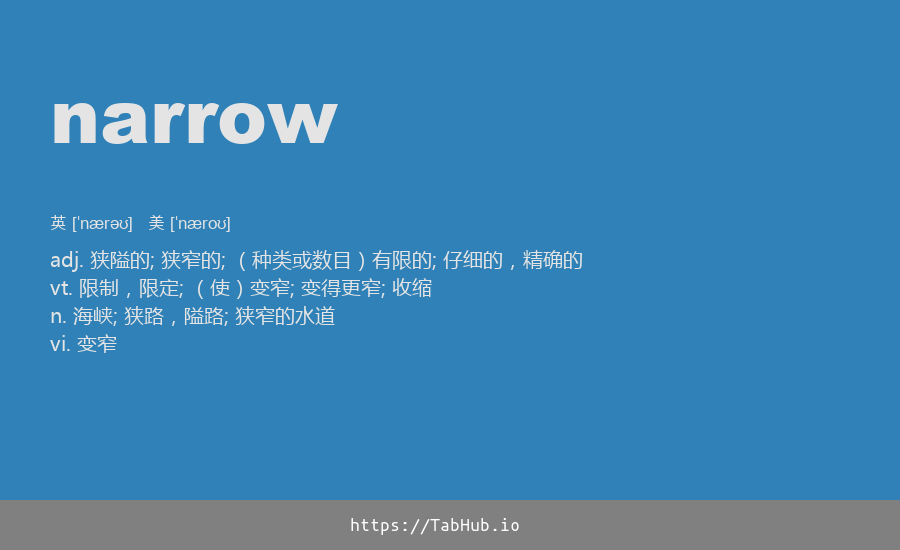 narrow
英 [ˈnærəʊ]   美 [ˈnæroʊ]
adj. 狭隘的; 狭窄的; （种类或数目）有限的; 仔细的，精确的
vt. 限制，限定; （使）变窄; 变得更窄; 收缩
n. 海峡; 狭路，隘路; 狭窄的水道
vi. 变窄
https://TabHub.io